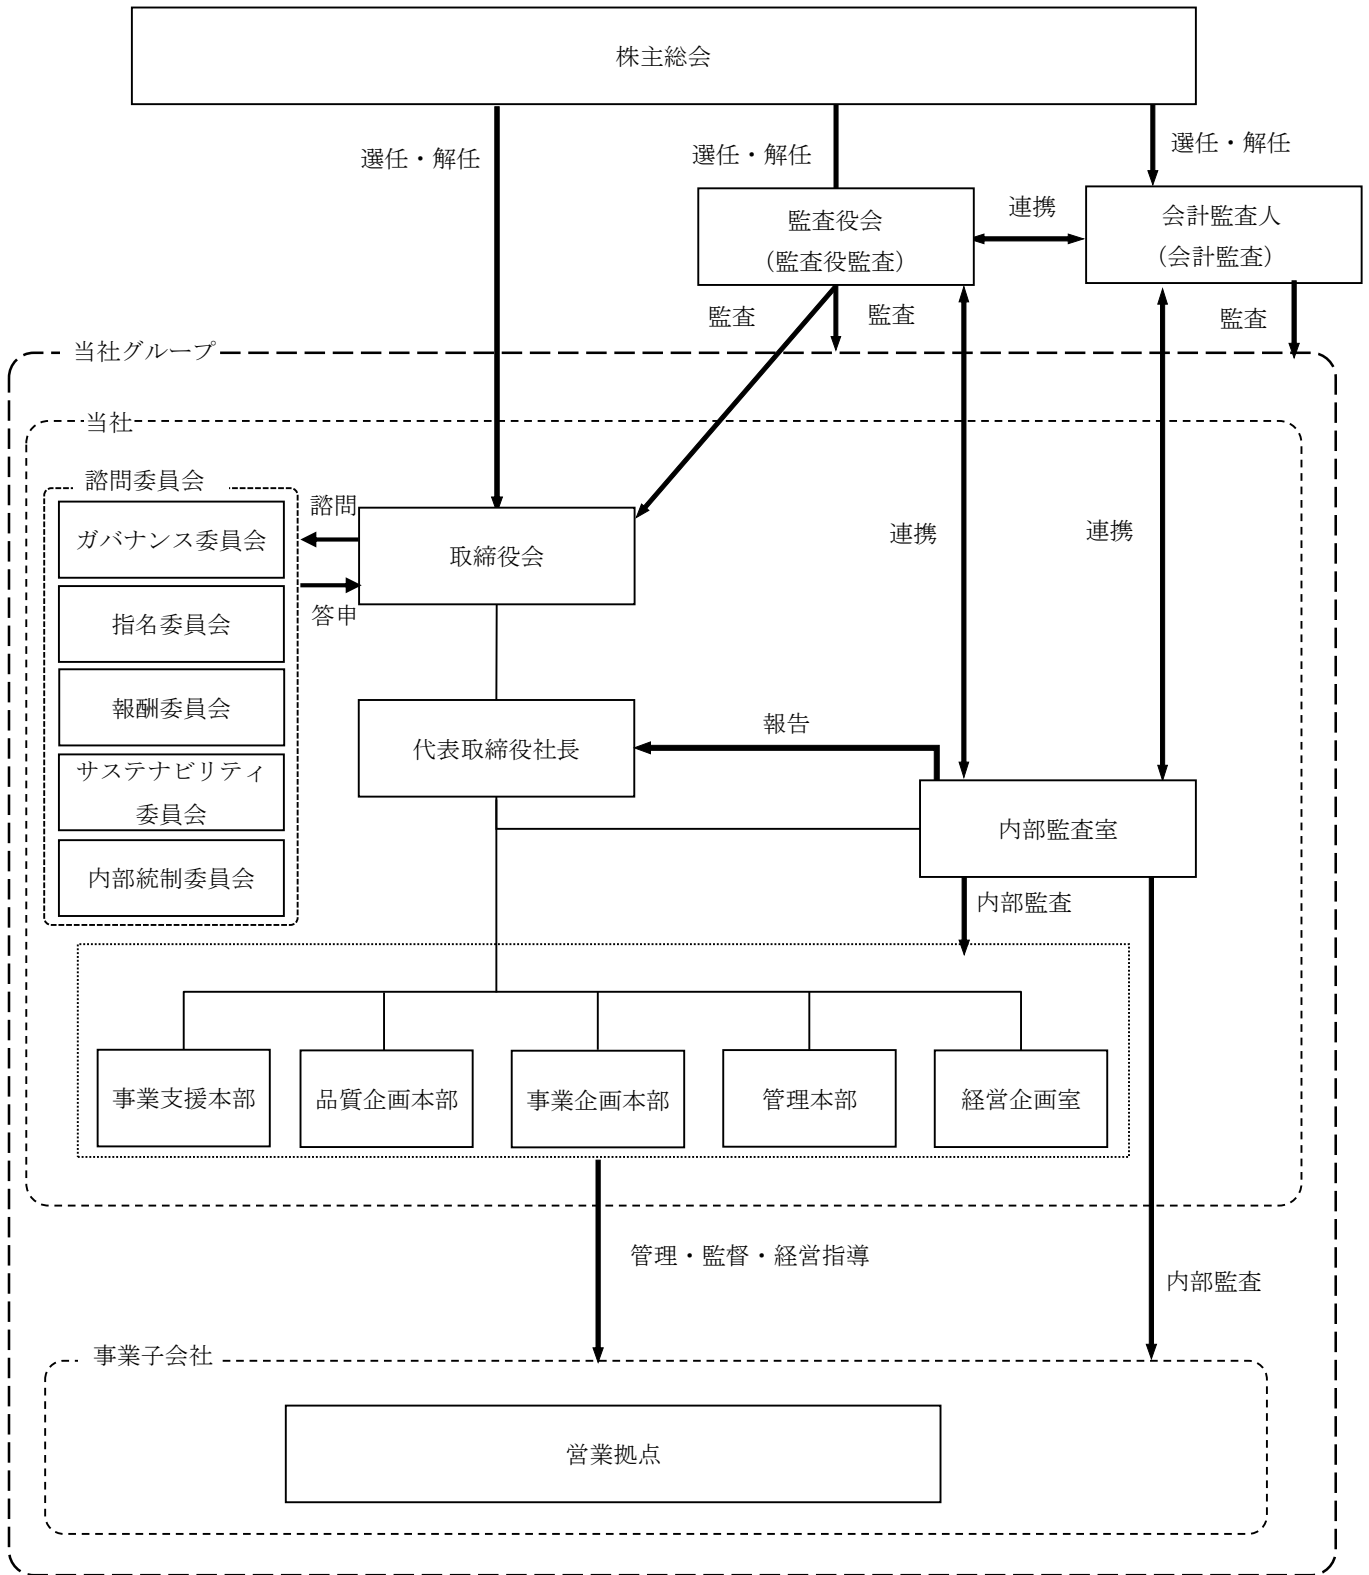 株主総会
選任・解任
選任・解任
選任・解任
監査役会
（監査役監査）
連携
会計監査人
（会計監査）
監査
監査
監査
当社グループ
当社
諮問委員会
ガバナンス委員会
指名委員会
報酬委員会
サステナビリティ
委員会
内部統制委員会
諮問
答申
取締役会
連携
連携
代表取締役社長
報告
内部監査室
内部監査
事業支援本部
品質企画本部
事業企画本部
管理本部
経営企画室
管理・監督・経営指導
内部監査
事業子会社
営業拠点